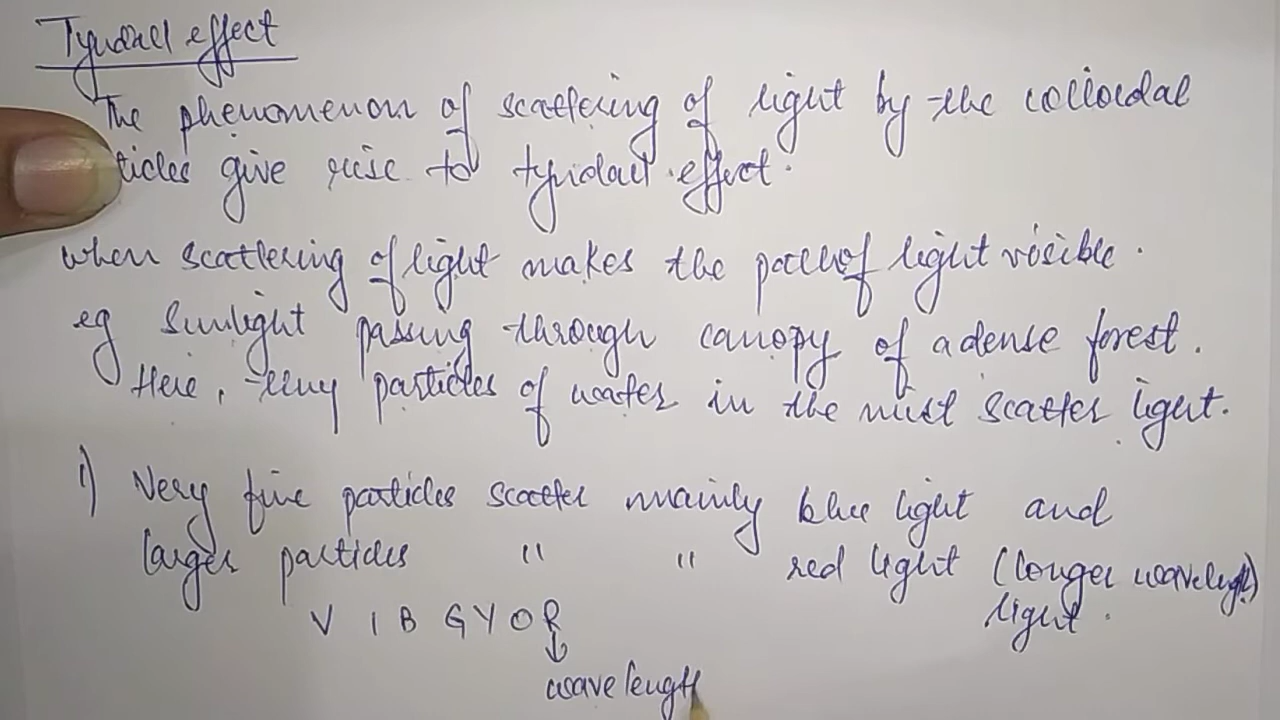 Tyndall effect
The phenomenon of scattering of light by the colloidal
ticles give rise to tyndall effect.
when scattering of light makes the path of light visible.
eg Sunlight passing through canopy of a dense forest.
Here, tiny particles of water in the mist scatter light.
1) Very fine particles scatter mainly blue light and
larger particles " " red light (longer wavelength)
light.
V I B G Y O R
↓
wavelength